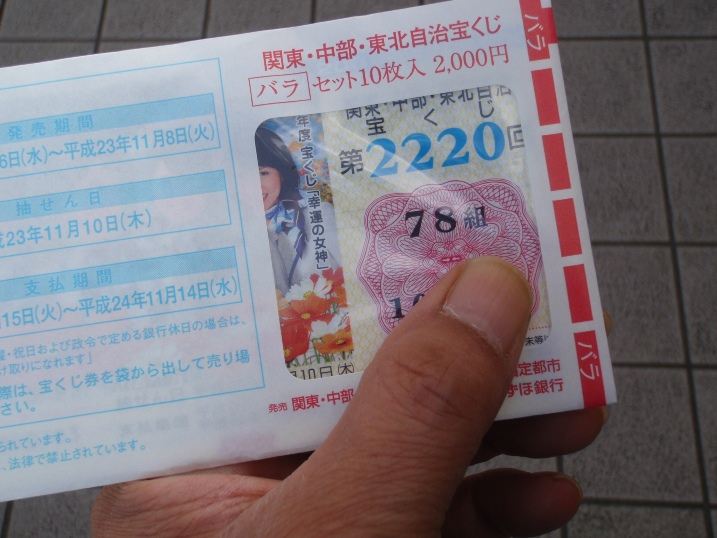 関東・中部・東北自治宝くじ
バラ セット10枚入 2,000円
バラ
発売期間
6日(水)〜平成23年11月8日(火)
抽せん日
23年11月10日(木)
支払期間
15日(火)〜平成24年11月14日(水)
祝日および政令で定める銀行休日の場合は、
け取りになれます」
際は、宝くじ券を袋から出して売り場
さい。
られています。
法律で禁止されています。
関東・中部・東北自治
宝くじ
第2220回
年度 宝くじ「幸運の女神」
78組
10日(木)
発売 関東・中部・
定都市
ずほ銀行
バラ